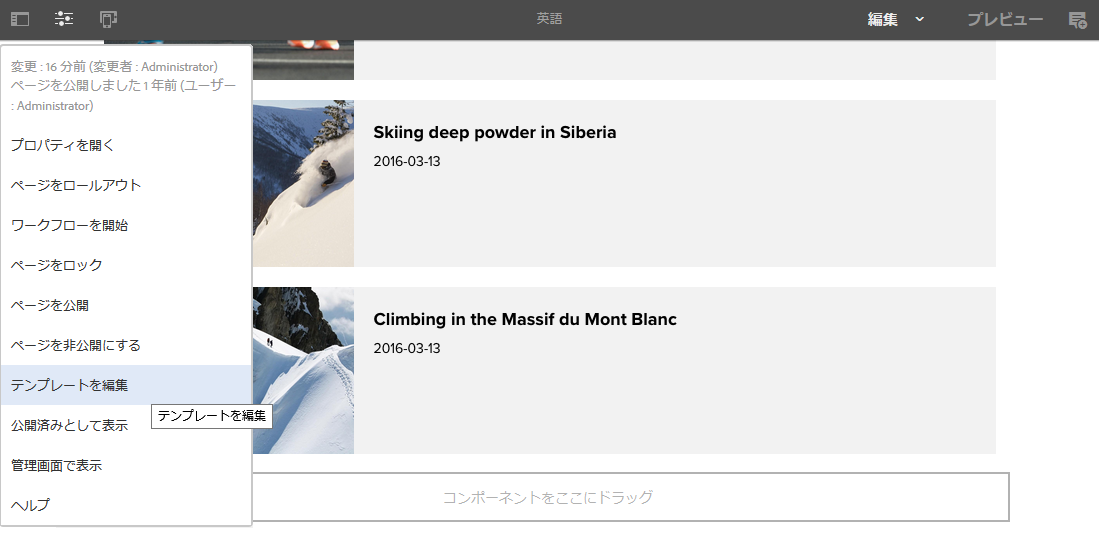 英語
編集
プレビュー
変更 : 16 分前 (変更者 : Administrator)
ページを公開しました 1 年前 (ユーザー
: Administrator)
プロパティを開く
ページをロールアウト
ワークフローを開始
ページをロック
ページを公開
ページを非公開にする
テンプレートを編集
テンプレートを編集
公開済みとして表示
管理画面で表示
ヘルプ
Skiing deep powder in Siberia
2016-03-13
Climbing in the Massif du Mont Blanc
2016-03-13
コンポーネントをここにドラッグ